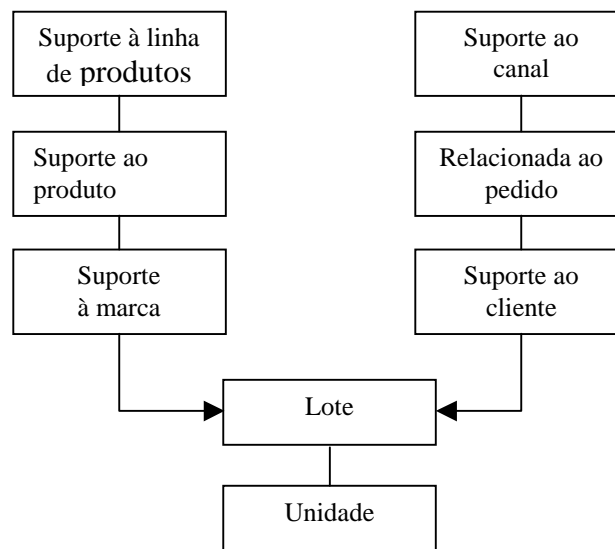 Suporte à linha
de produtos
Suporte ao
canal
Suporte ao
produto
Relacionada ao
pedido
Suporte
à marca
Suporte ao
cliente
Lote
Unidade